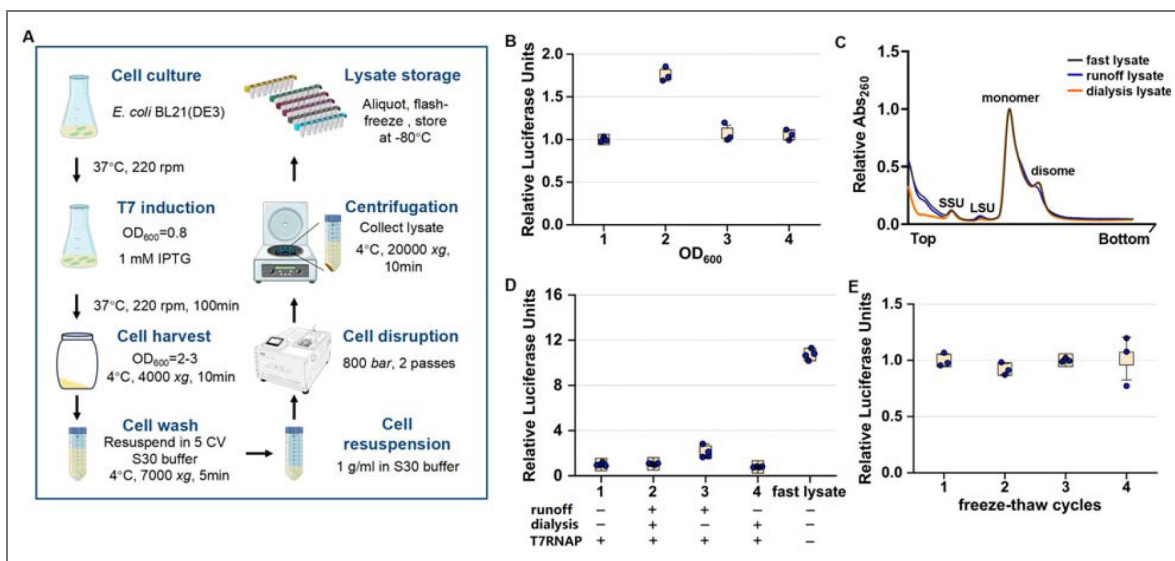 A
Cell culture
E. coli BL21(DE3)
37°C, 220 rpm
T7 induction
OD600=0.8
1 mM IPTG
37°C, 220 rpm, 100min
Cell harvest
OD600=2-3
4°C, 4000 xg, 10min
Cell wash
Resuspend in 5 CV
S30 buffer
4°C, 7000 xg, 5min
Cell
resuspension
1 g/ml in S30 buffer
Cell disruption
800 bar, 2 passes
Centrifugation
Collect lysate
4°C, 20000 xg,
10min
Lysate storage
Aliquot, flash-
freeze , store
at -80°C
B
Relative Luciferase Units
2.0
1.5
1.0
0.5
0.0
1 2 3 4
OD600
C
Relative Abs260
1.5
1.0
0.5
0.0
fast lysate
runoff lysate
dialysis lysate
monomer
disome
SSU
LSU
Top Bottom
D
Relative Luciferase Units
16
12
8
4
0
1 2 3 4 fast lysate
runoff − + + − −
dialysis − + − + −
T7RNAP + + + + −
E
Relative Luciferase Units
1.5
1.0
0.5
0.0
1 2 3 4
freeze-thaw cycles